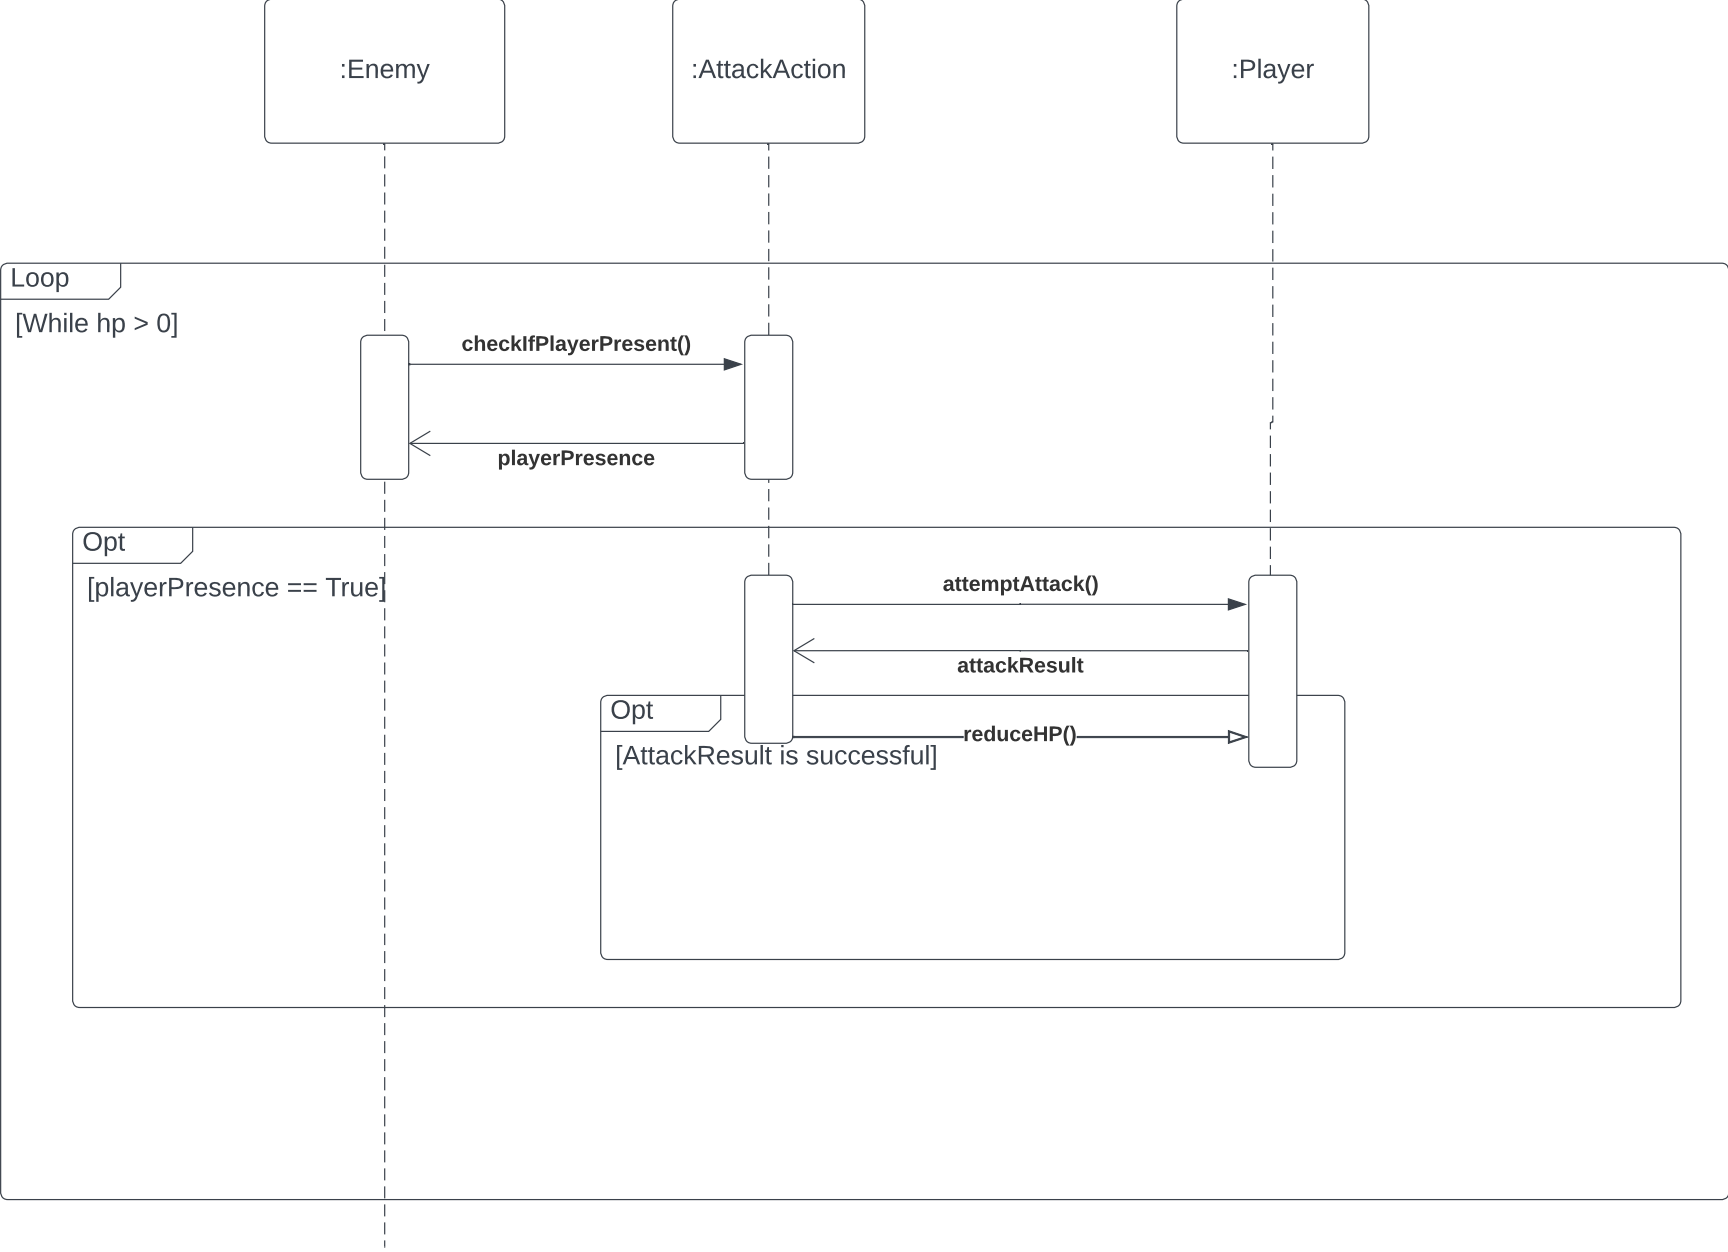 :Enemy
:AttackAction
:Player
Loop
[While hp > 0]
checkIfPlayerPresent()
playerPresence
Opt
[playerPresence == True]
attemptAttack()
attackResult
Opt
reduceHP()
[AttackResult is successful]